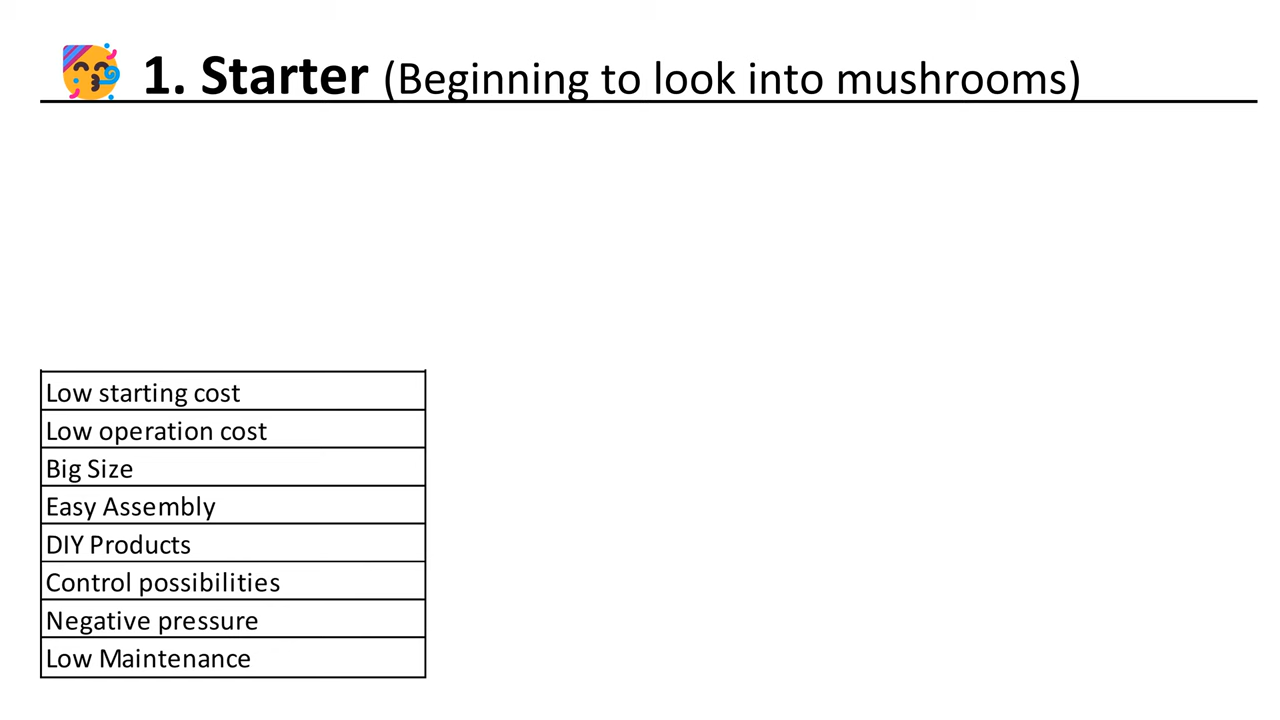 1. Starter (Beginning to look into mushrooms)
Low starting cost
Low operation cost
Big Size
Easy Assembly
DIY Products
Control possibilities
Negative pressure
Low Maintenance